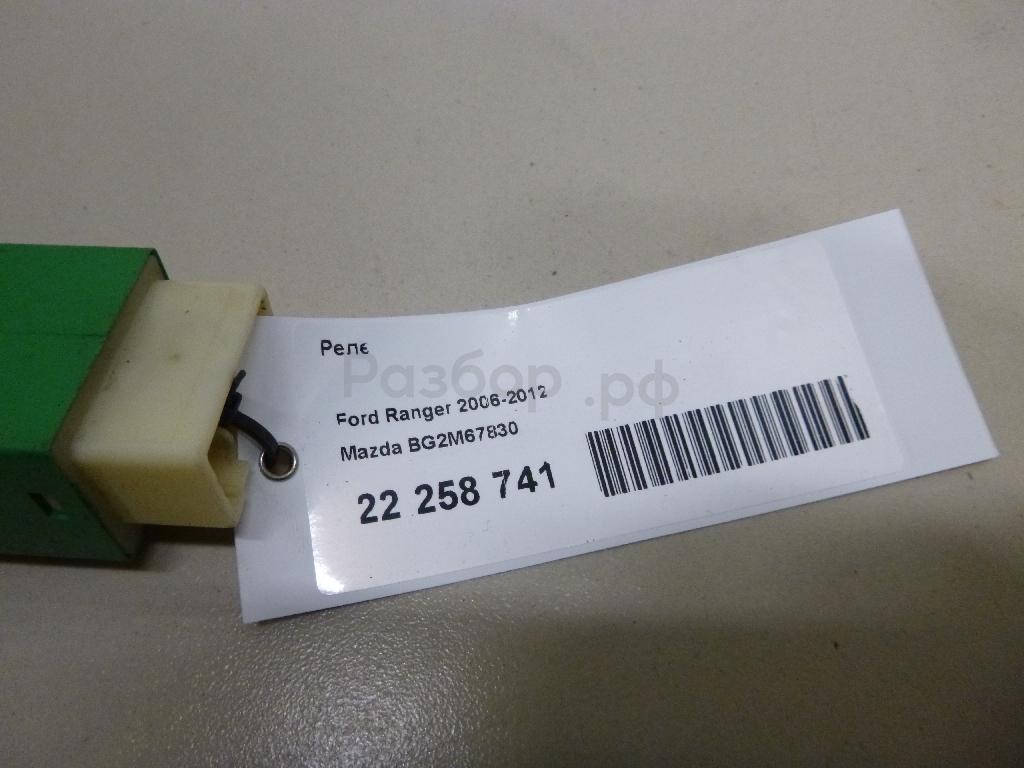 Реле
Разбор.рф
Ford Ranger 2006-2012
Mazda BG2M67830
22 258 741